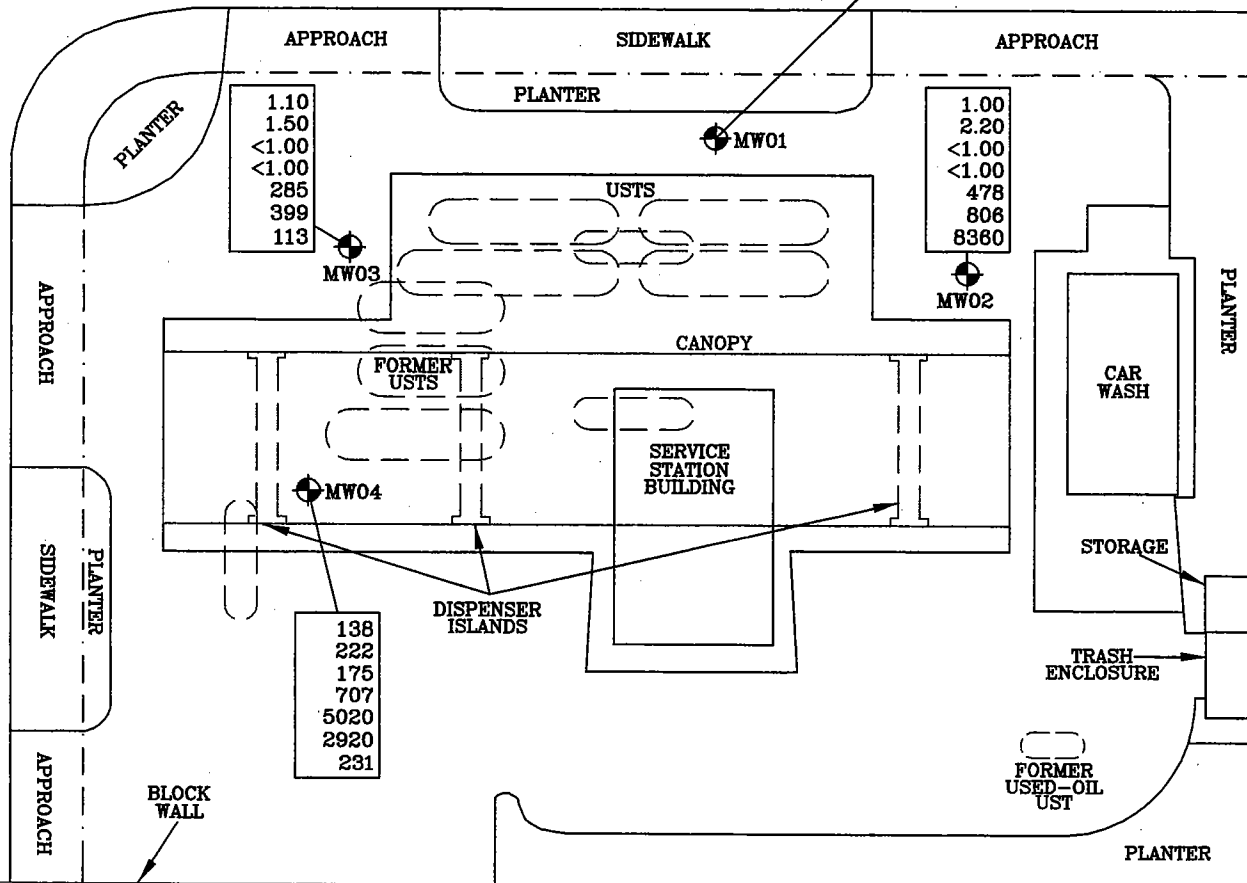 APPROACH
SIDEWALK
APPROACH
PLANTER
PLANTER
1.10
1.50
<1.00
<1.00
285
399
113
MW03
MW01
1.00
2.20
<1.00
<1.00
478
806
8360
MW02
USTS
APPROACH
PLANTER
CANOPY
FORMER
USTS
CAR
WASH
SERVICE
STATION
BUILDING
MW04
STORAGE
SIDEWALK
PLANTER
DISPENSER
ISLANDS
138
222
175
707
5020
2920
231
TRASH
ENCLOSURE
APPROACH
BLOCK
WALL
FORMER
USED-OIL
UST
PLANTER